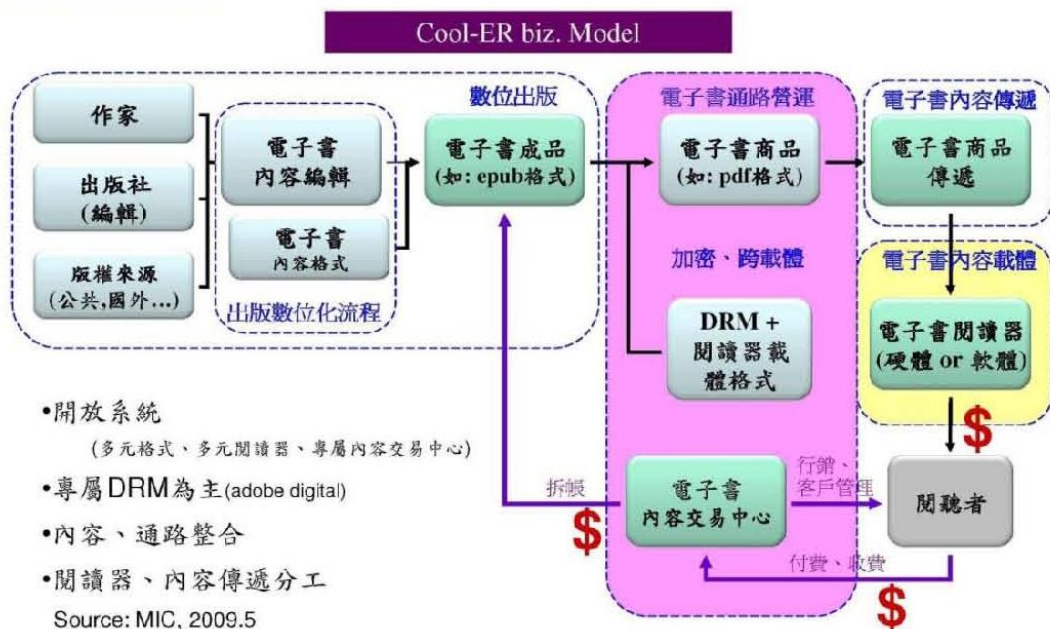 Cool-ER biz. Model
數位出版
作家
出版社
(編輯)
版權來源
(公共,國外...)
電子書
內容編輯
電子書
內容格式
出版數位化流程
電子書成品
(如: epub格式)
電子書通路營運
電子書商品
(如: pdf格式)
加密、跨載體
DRM +
閱讀器載
體格式
電子書
內容交易中心
電子書內容傳遞
電子書商品
傳遞
電子書內容載體
電子書閱讀器
(硬體 or 軟體)
$
閱聽者
行銷、
客戶管理
付費、收費
$
拆帳
$
•開放系統
(多元格式、多元閱讀器、專屬內容交易中心)
•專屬DRM為主(adobe digital)
•內容、通路整合
•閱讀器、內容傳遞分工
Source: MIC, 2009.5